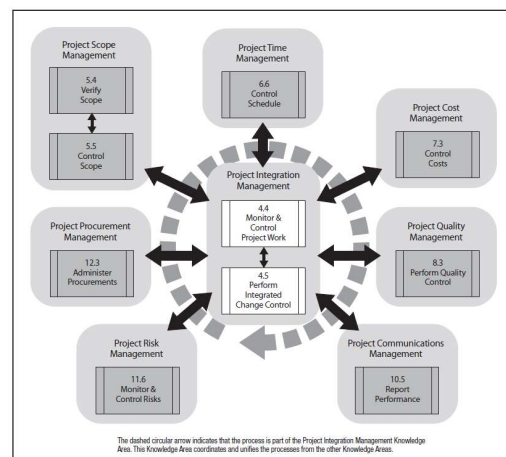 Project Scope
Management
5.4
Verify
Scope
5.5
Control
Scope
Project Time
Management
6.6
Control
Schedule
Project Cost
Management
7.3
Control
Costs
Project Integration
Management
4.4
Monitor &
Control
Project Work
4.5
Perform
Integrated
Change Control
Project Procurement
Management
12.3
Administer
Procurements
Project Quality
Management
8.3
Perform Quality
Control
Project Risk
Management
11.6
Monitor &
Control Risks
Project Communications
Management
10.5
Report
Performance
The dashed circular arrow indicates that the process is part of the Project Integration Management Knowledge
Area. This Knowledge Area coordinates and unifies the processes from the other Knowledge Areas.